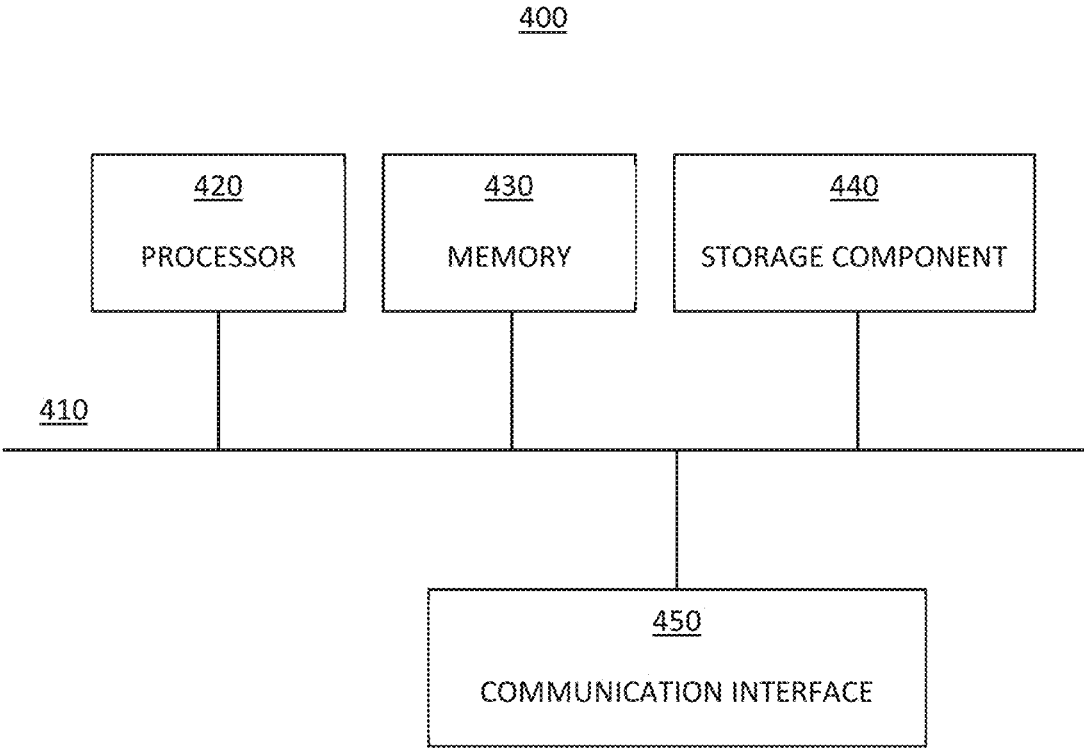 400
420
PROCESSOR
430
MEMORY
440
STORAGE COMPONENT
410
450
COMMUNICATION INTERFACE